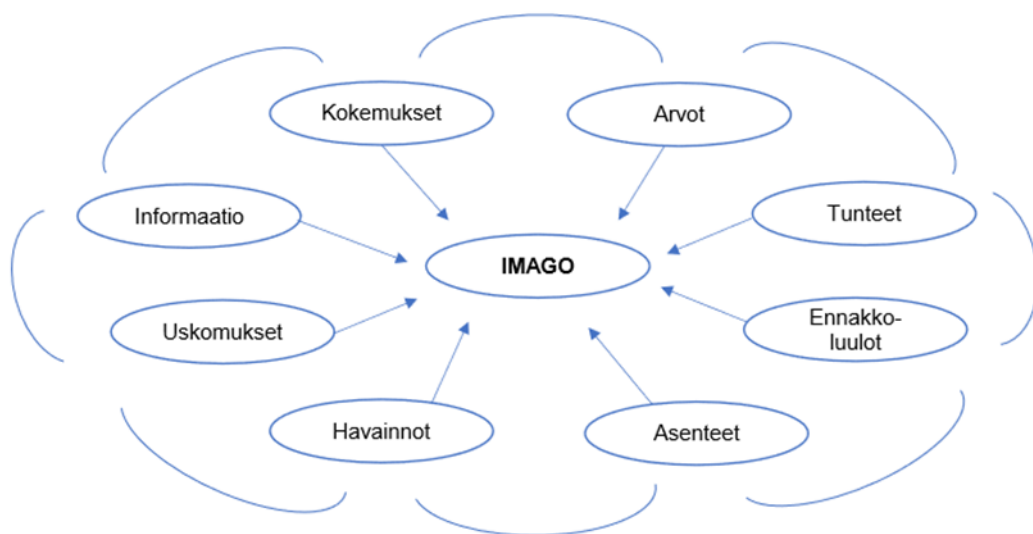 Kokemukset
Arvot
Informaatio
Tunteet
IMAGO
Uskomukset
Ennakko-
luulot
Havainnot
Asenteet